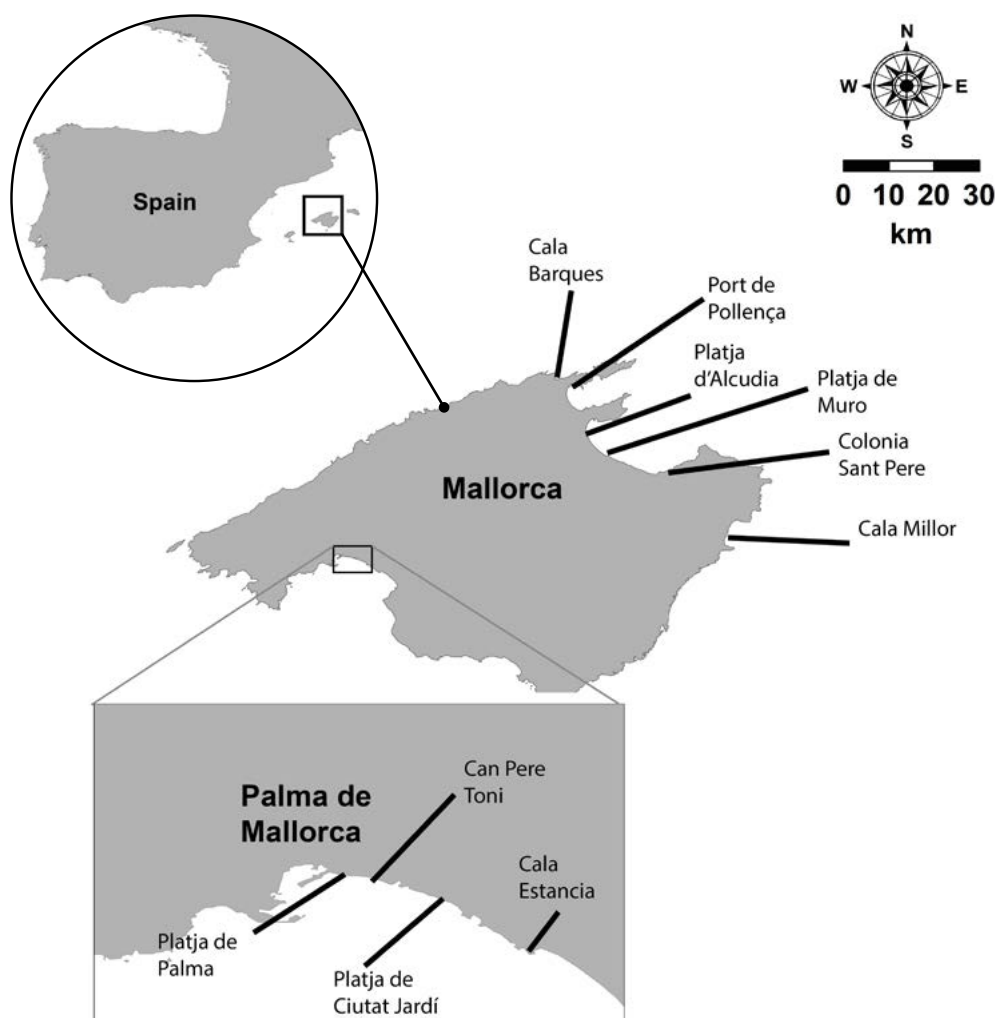 N
W E
S
0 10 20 30
km
Spain
Cala
Barques
Port de
Pollença
Platja
d'Alcudia
Platja de
Muro
Colonia
Sant Pere
Mallorca
Cala Millor
Can Pere
Toni
Palma de
Mallorca
Cala
Estancia
Platja de
Palma
Platja de
Ciutat Jardí